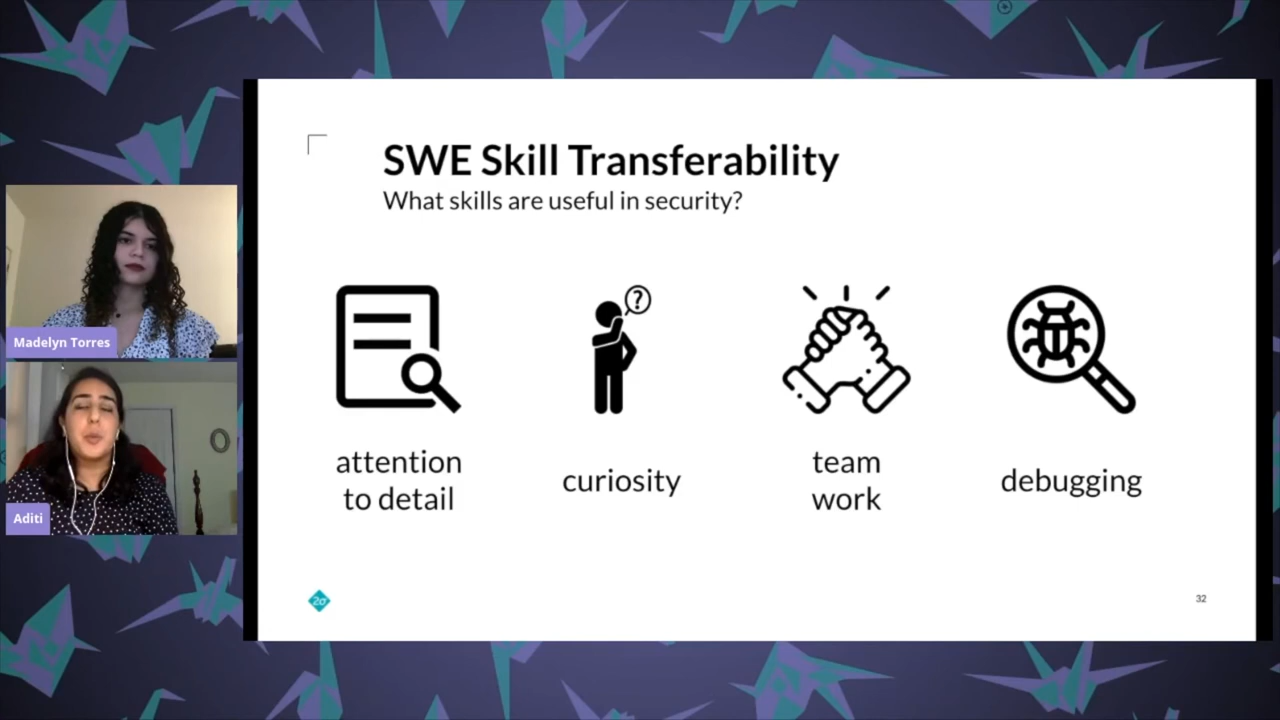 SWE Skill Transferability
What skills are useful in security?
?
attention
to detail
curiosity
team
work
debugging
2σ
32
Madelyn Torres
Aditi